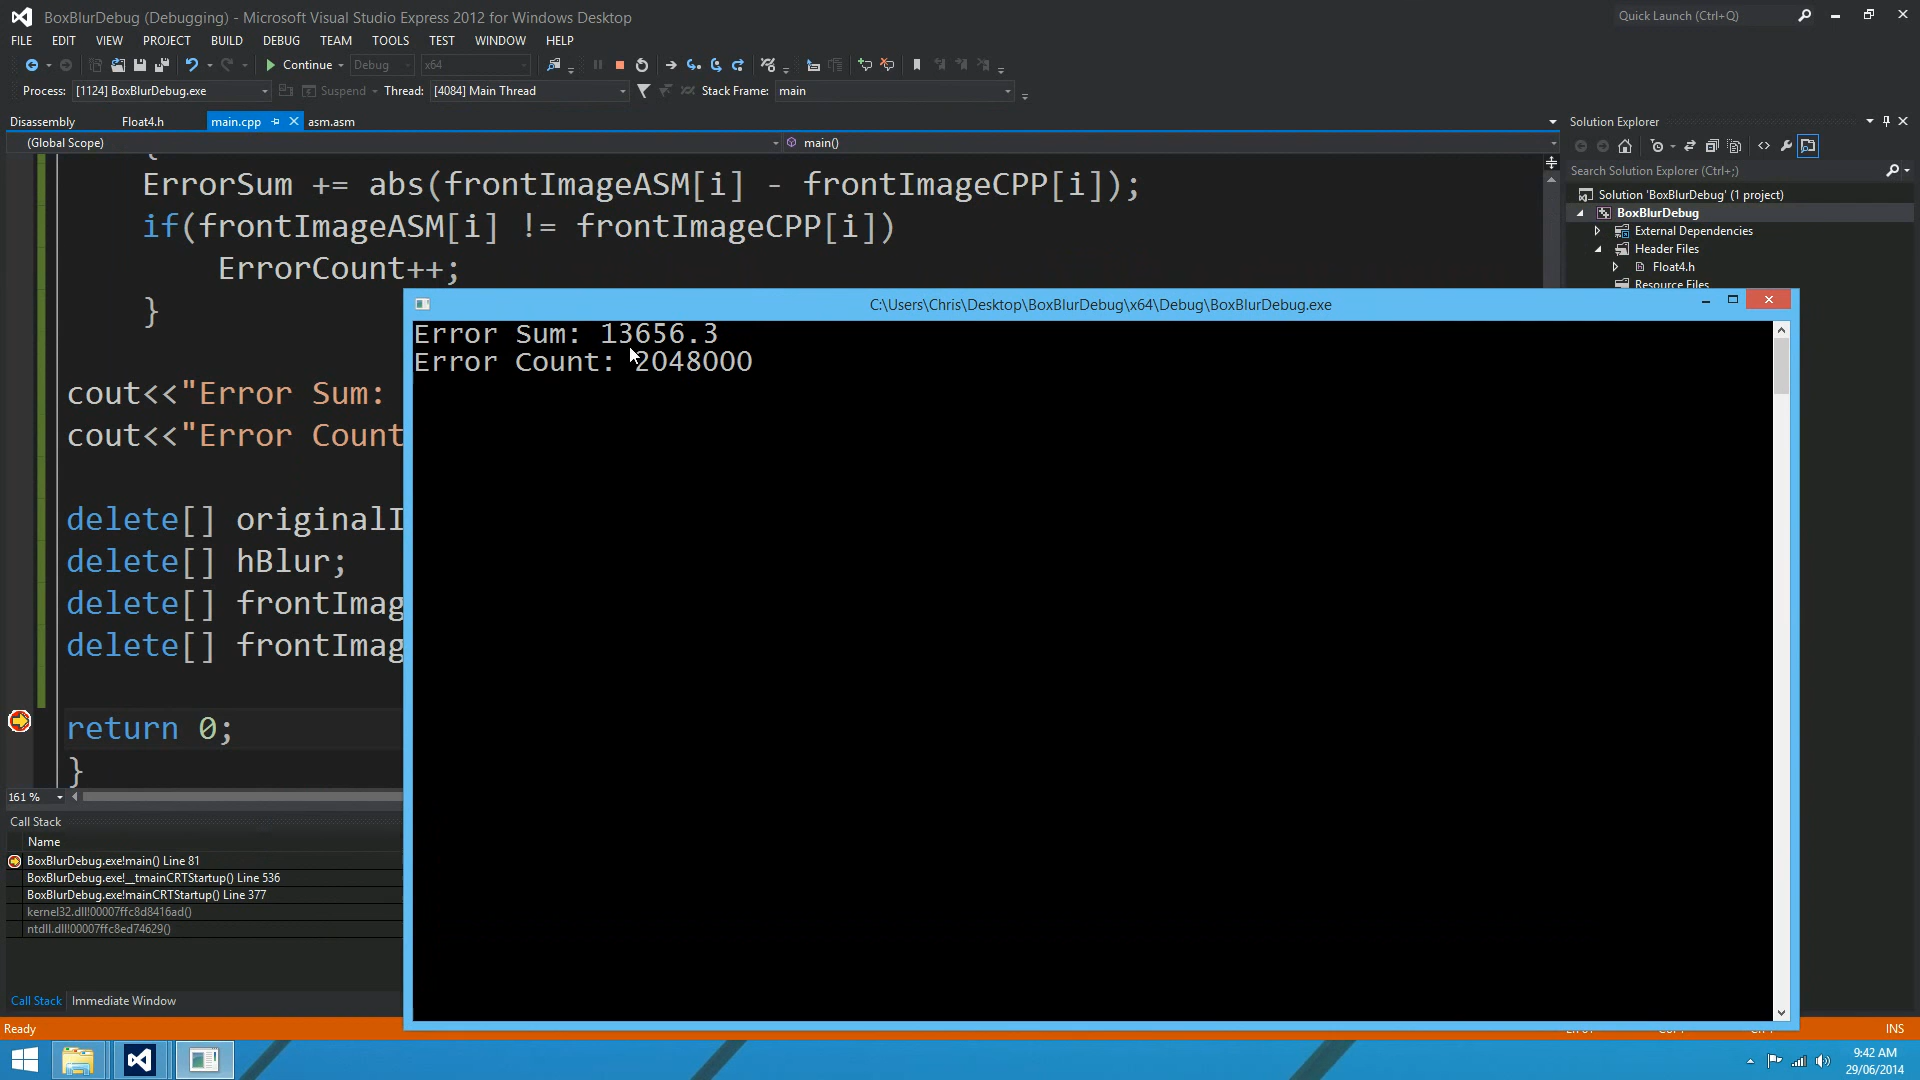 BoxBlurDebug (Debugging) - Microsoft Visual Studio Express 2012 for Windows Desktop
Quick Launch (Ctrl+Q)
FILE EDIT VIEW PROJECT BUILD DEBUG TEAM TOOLS TEST WINDOW HELP
Continue Debug x64
Process: [1124] BoxBlurDebug.exe Suspend Thread: [4084] Main Thread Stack Frame: main
Disassembly Float4.h main.cpp asm.asm
(Global Scope) main()
{
ErrorSum += abs(frontImageASM[i] - frontImageCPP[i]);
if(frontImageASM[i] != frontImageCPP[i])
ErrorCount++;
}
cout<<"Error Sum:
cout<<"Error Count
delete[] originalI
delete[] hBlur;
delete[] frontImag
delete[] frontImag
return 0;
}
161 %
C:\Users\Chris\Desktop\BoxBlurDebug\x64\Debug\BoxBlurDebug.exe
Error Sum: 13656.3
Error Count: 2048000
Solution Explorer
Search Solution Explorer (Ctrl+;)
Solution 'BoxBlurDebug' (1 project)
BoxBlurDebug
External Dependencies
Header Files
Float4.h
Resource Files
Call Stack
Name
BoxBlurDebug.exe!main() Line 81
BoxBlurDebug.exe!__tmainCRTStartup() Line 536
BoxBlurDebug.exe!mainCRTStartup() Line 377
kernel32.dll!00007ffc8d8416ad()
ntdll.dll!00007ffc8ed74629()
Call Stack Immediate Window
Ready
INS
9:42 AM
29/06/2014